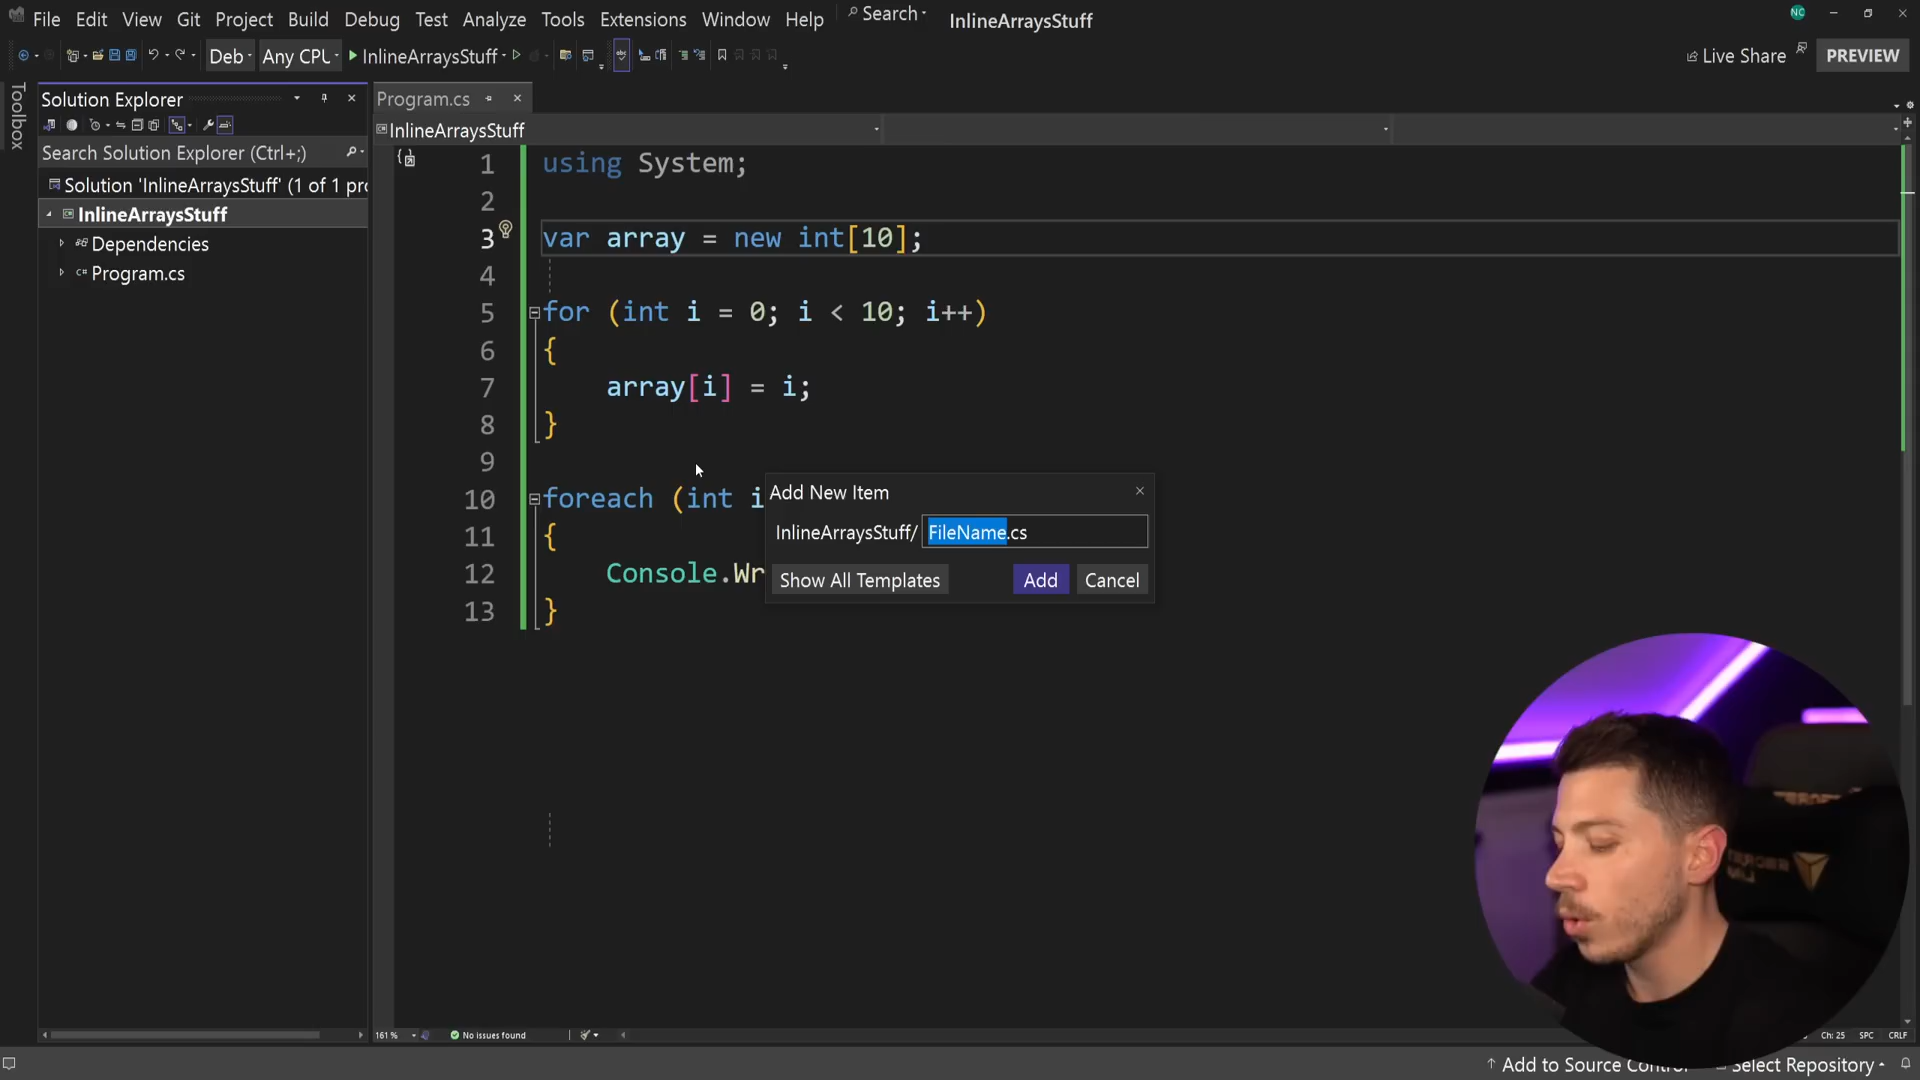 File Edit View Git Project Build Debug Test Analyze Tools Extensions Window Help Search InlineArraysStuff NC
Deb Any CPU InlineArraysStuff Live Share PREVIEW
Toolbox
Solution Explorer
Search Solution Explorer (Ctrl+;)
Solution 'InlineArraysStuff' (1 of 1 pro
InlineArraysStuff
Dependencies
C# Program.cs
Program.cs
InlineArraysStuff
1 using System;
2
3 var array = new int[10];
4
5 for (int i = 0; i < 10; i++)
6 {
7 array[i] = i;
8 }
9
10 foreach (int i
11 {
12 Console.Wr
13 }
Add New Item
InlineArraysStuff/ FileName.cs
Show All Templates Add Cancel
161 % No issues found Ch: 25 SPC CRLF
Add to Source Control Select Repository